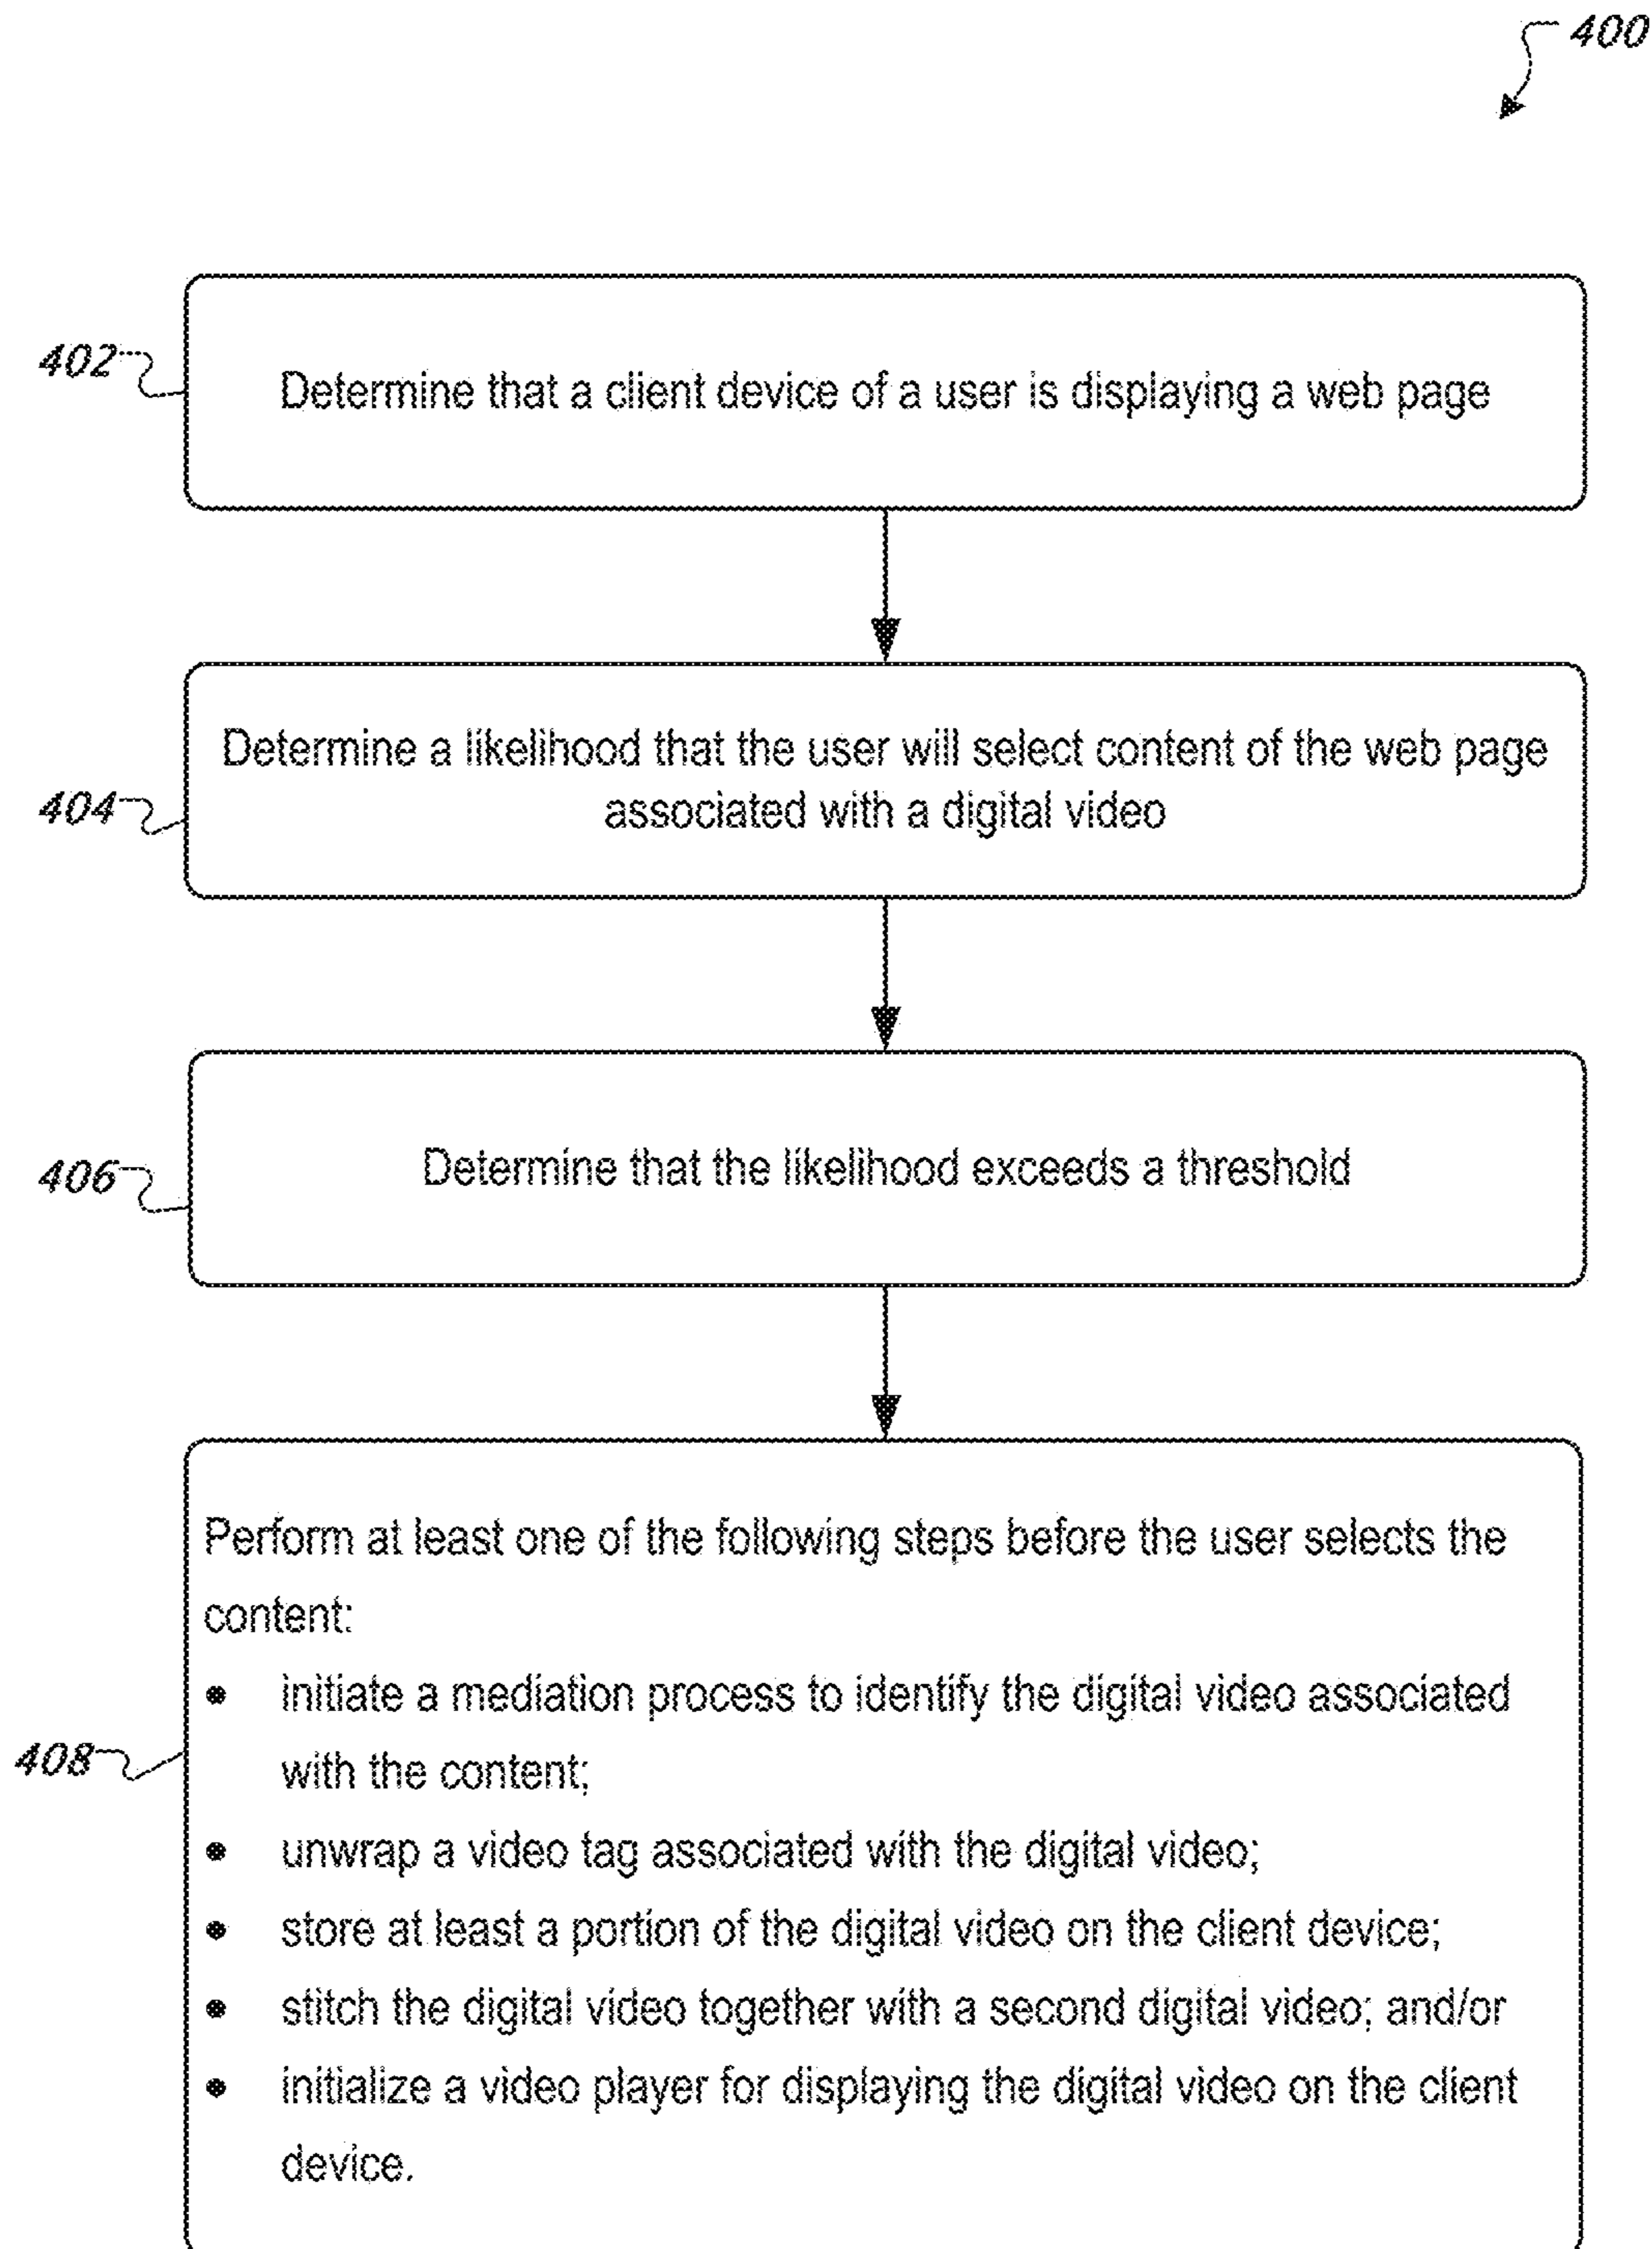 400
402
Determine that a client device of a user is displaying a web page
Determine a likelihood that the user will select content of the web page
404
associated with a digital video
406
Determine that the likelihood exceeds a threshold
Perform at least one of the following steps before the user selects the
content:
• initiate a mediation process to identify the digital video associated
with the content;
408
• unwrap a video tag associated with the digital video;
• store at least a portion of the digital video on the client device;
• stitch the digital video together with a second digital video; and/or
• initialize a video player for displaying the digital video on the client
device.